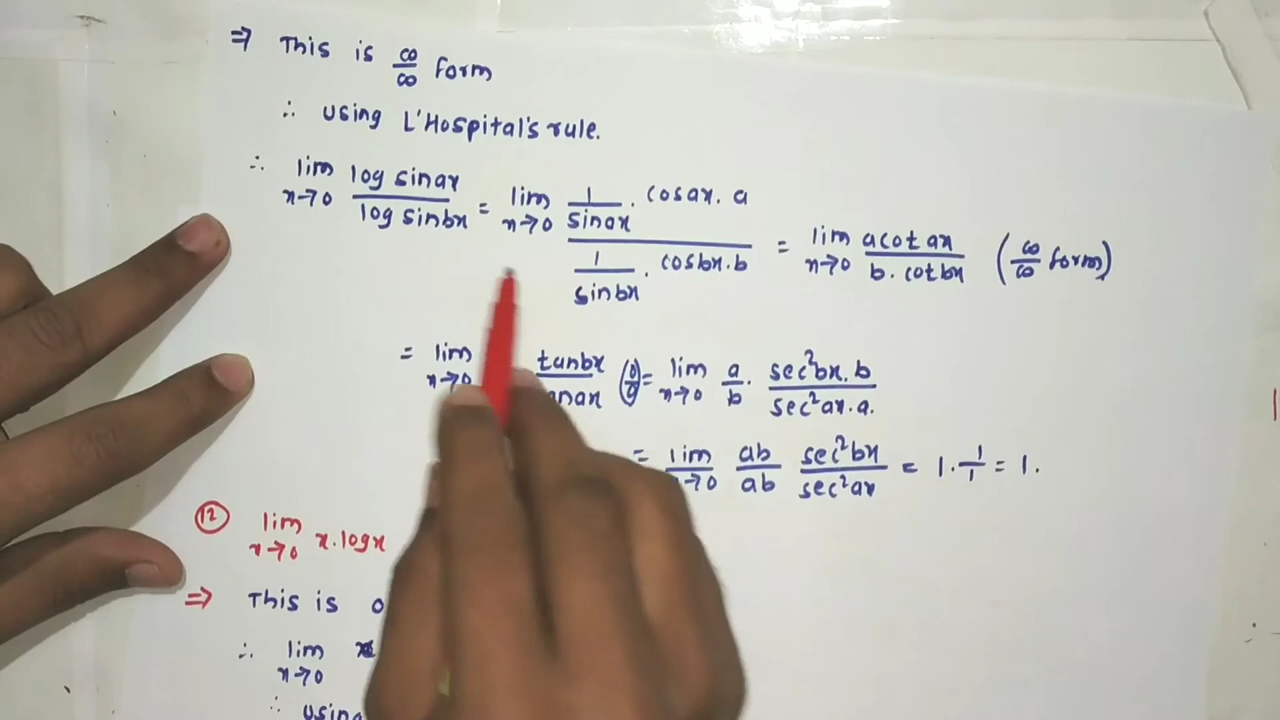 ⇒ This is ∞/∞ form
∴ using L'Hospital's rule.
∴ lim x→0 log sinax / log sinbx = lim x→0 (1/sinax . cosax. a) / (1/sinbx . cosbx. b) = lim x→0 acot ax / b. cotbx (∞/∞ form)
= lim x→0 tanbx / anax (0/0) = lim x→0 a/b . sec²bx. b / sec²ax. a.
= lim x→0 ab/ab sec²bx / sec²ax = 1. 1/1 = 1.
⑫ lim x→0 x. logx
⇒ This is 0
∴ lim x→0
∴ using